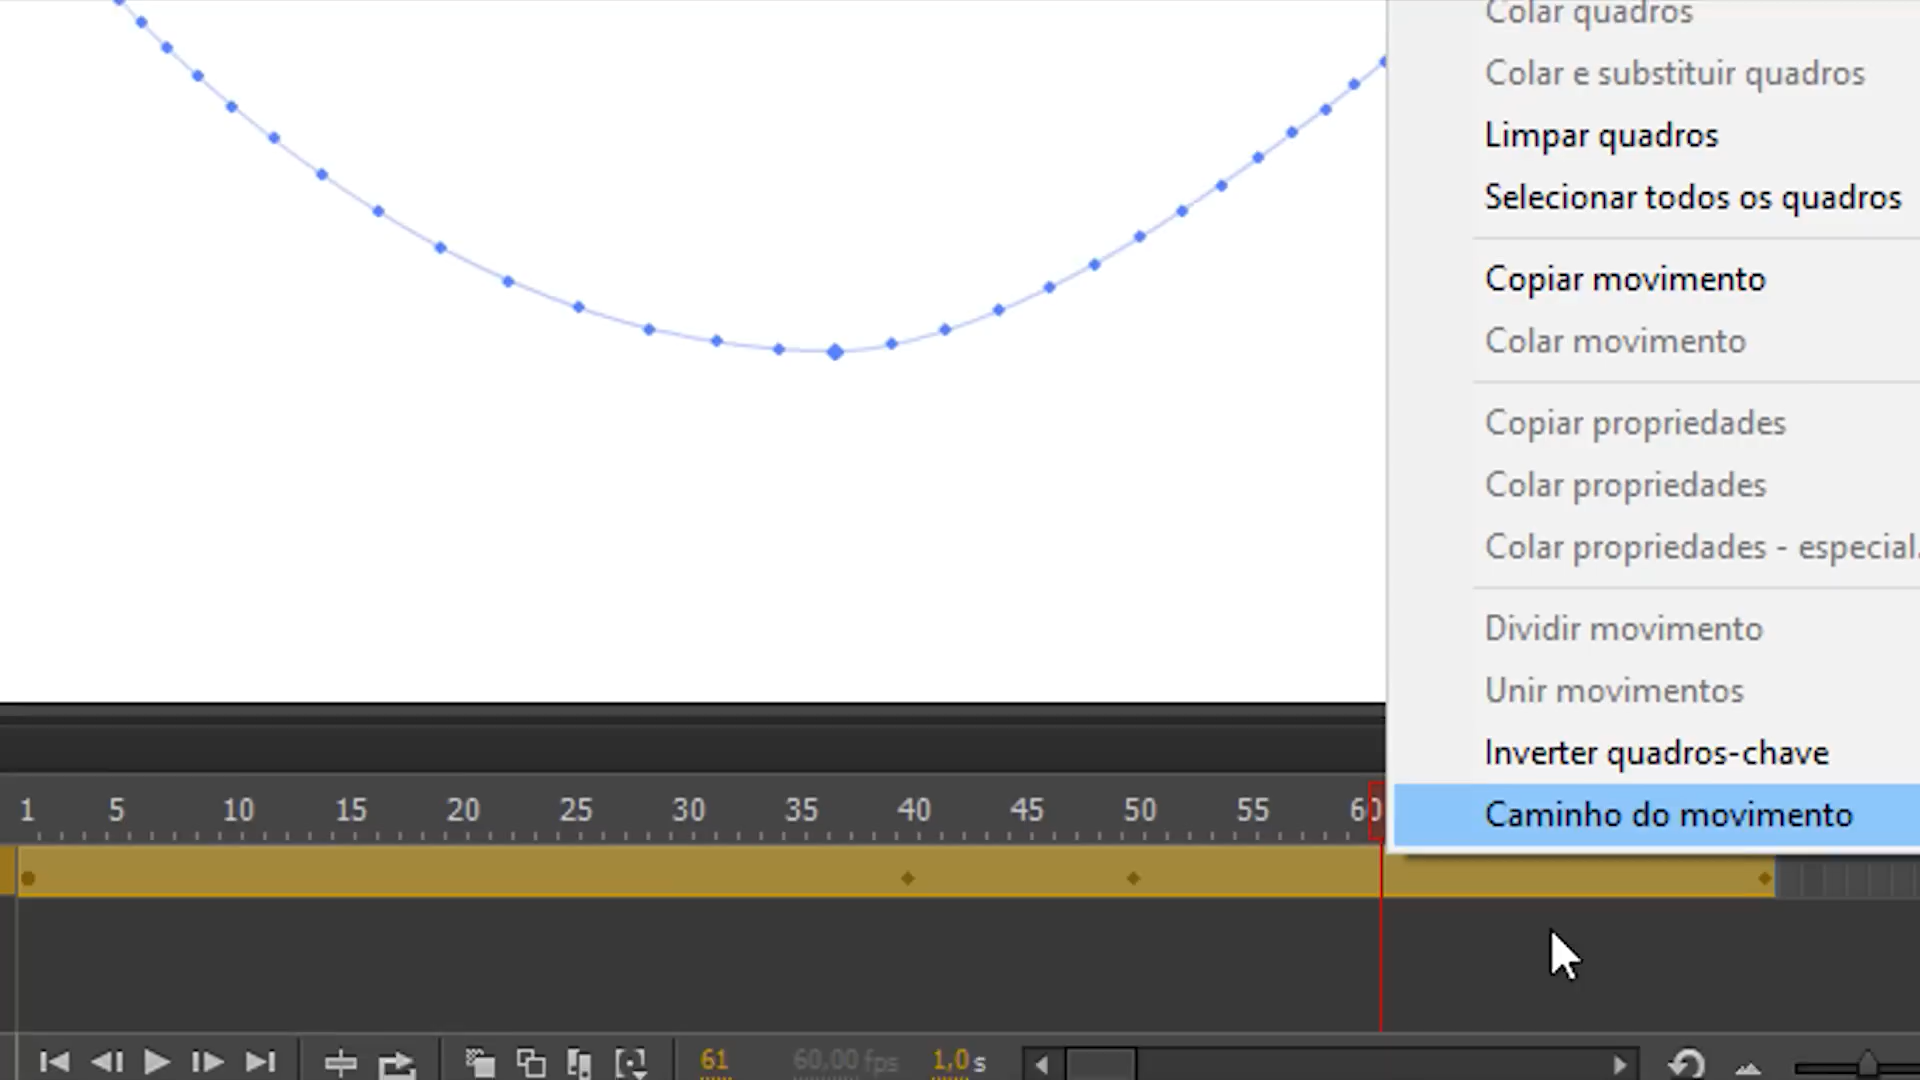 Colar quadros
Colar e substituir quadros
Limpar quadros
Selecionar todos os quadros
Copiar movimento
Colar movimento
Copiar propriedades
Colar propriedades
Colar propriedades - especial.
Dividir movimento
Unir movimentos
Inverter quadros-chave
Caminho do movimento
1 5 10 15 20 25 30 35 40 45 50 55 60
61 60,00 fps 1,0 s